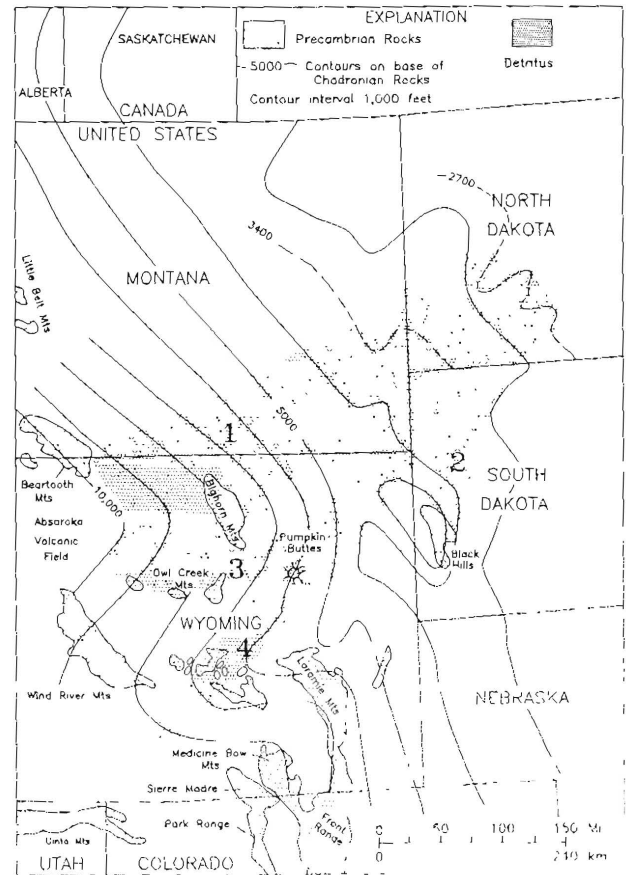 EXPLANATION
Precambrian Rocks
Detritus
-5000- Contours on base of
Chadronian Rocks
Contour interval 1,000 feet
SASKATCHEWAN
ALBERTA
CANADA
UNITED STATES
2700
NORTH
DAKOTA
3400
MONTANA
Little Belt Mts
5000
1
2
SOUTH
DAKOTA
Beartooth
Mts
10,000
Bighorn Mts
Absaroka
Volcanic
Field
Pumpkin
Buttes
Black
Hills
Owl Creek
Mts
3
WYOMING
4
Laramie Mts
Wind River Mts
NEBRASKA
Medicine Bow
Mts
Sierre Madre
Park Range
Front
Range
0 50 100 150 Mi
0 210 km
Uinta Mts
UTAH
COLORADO